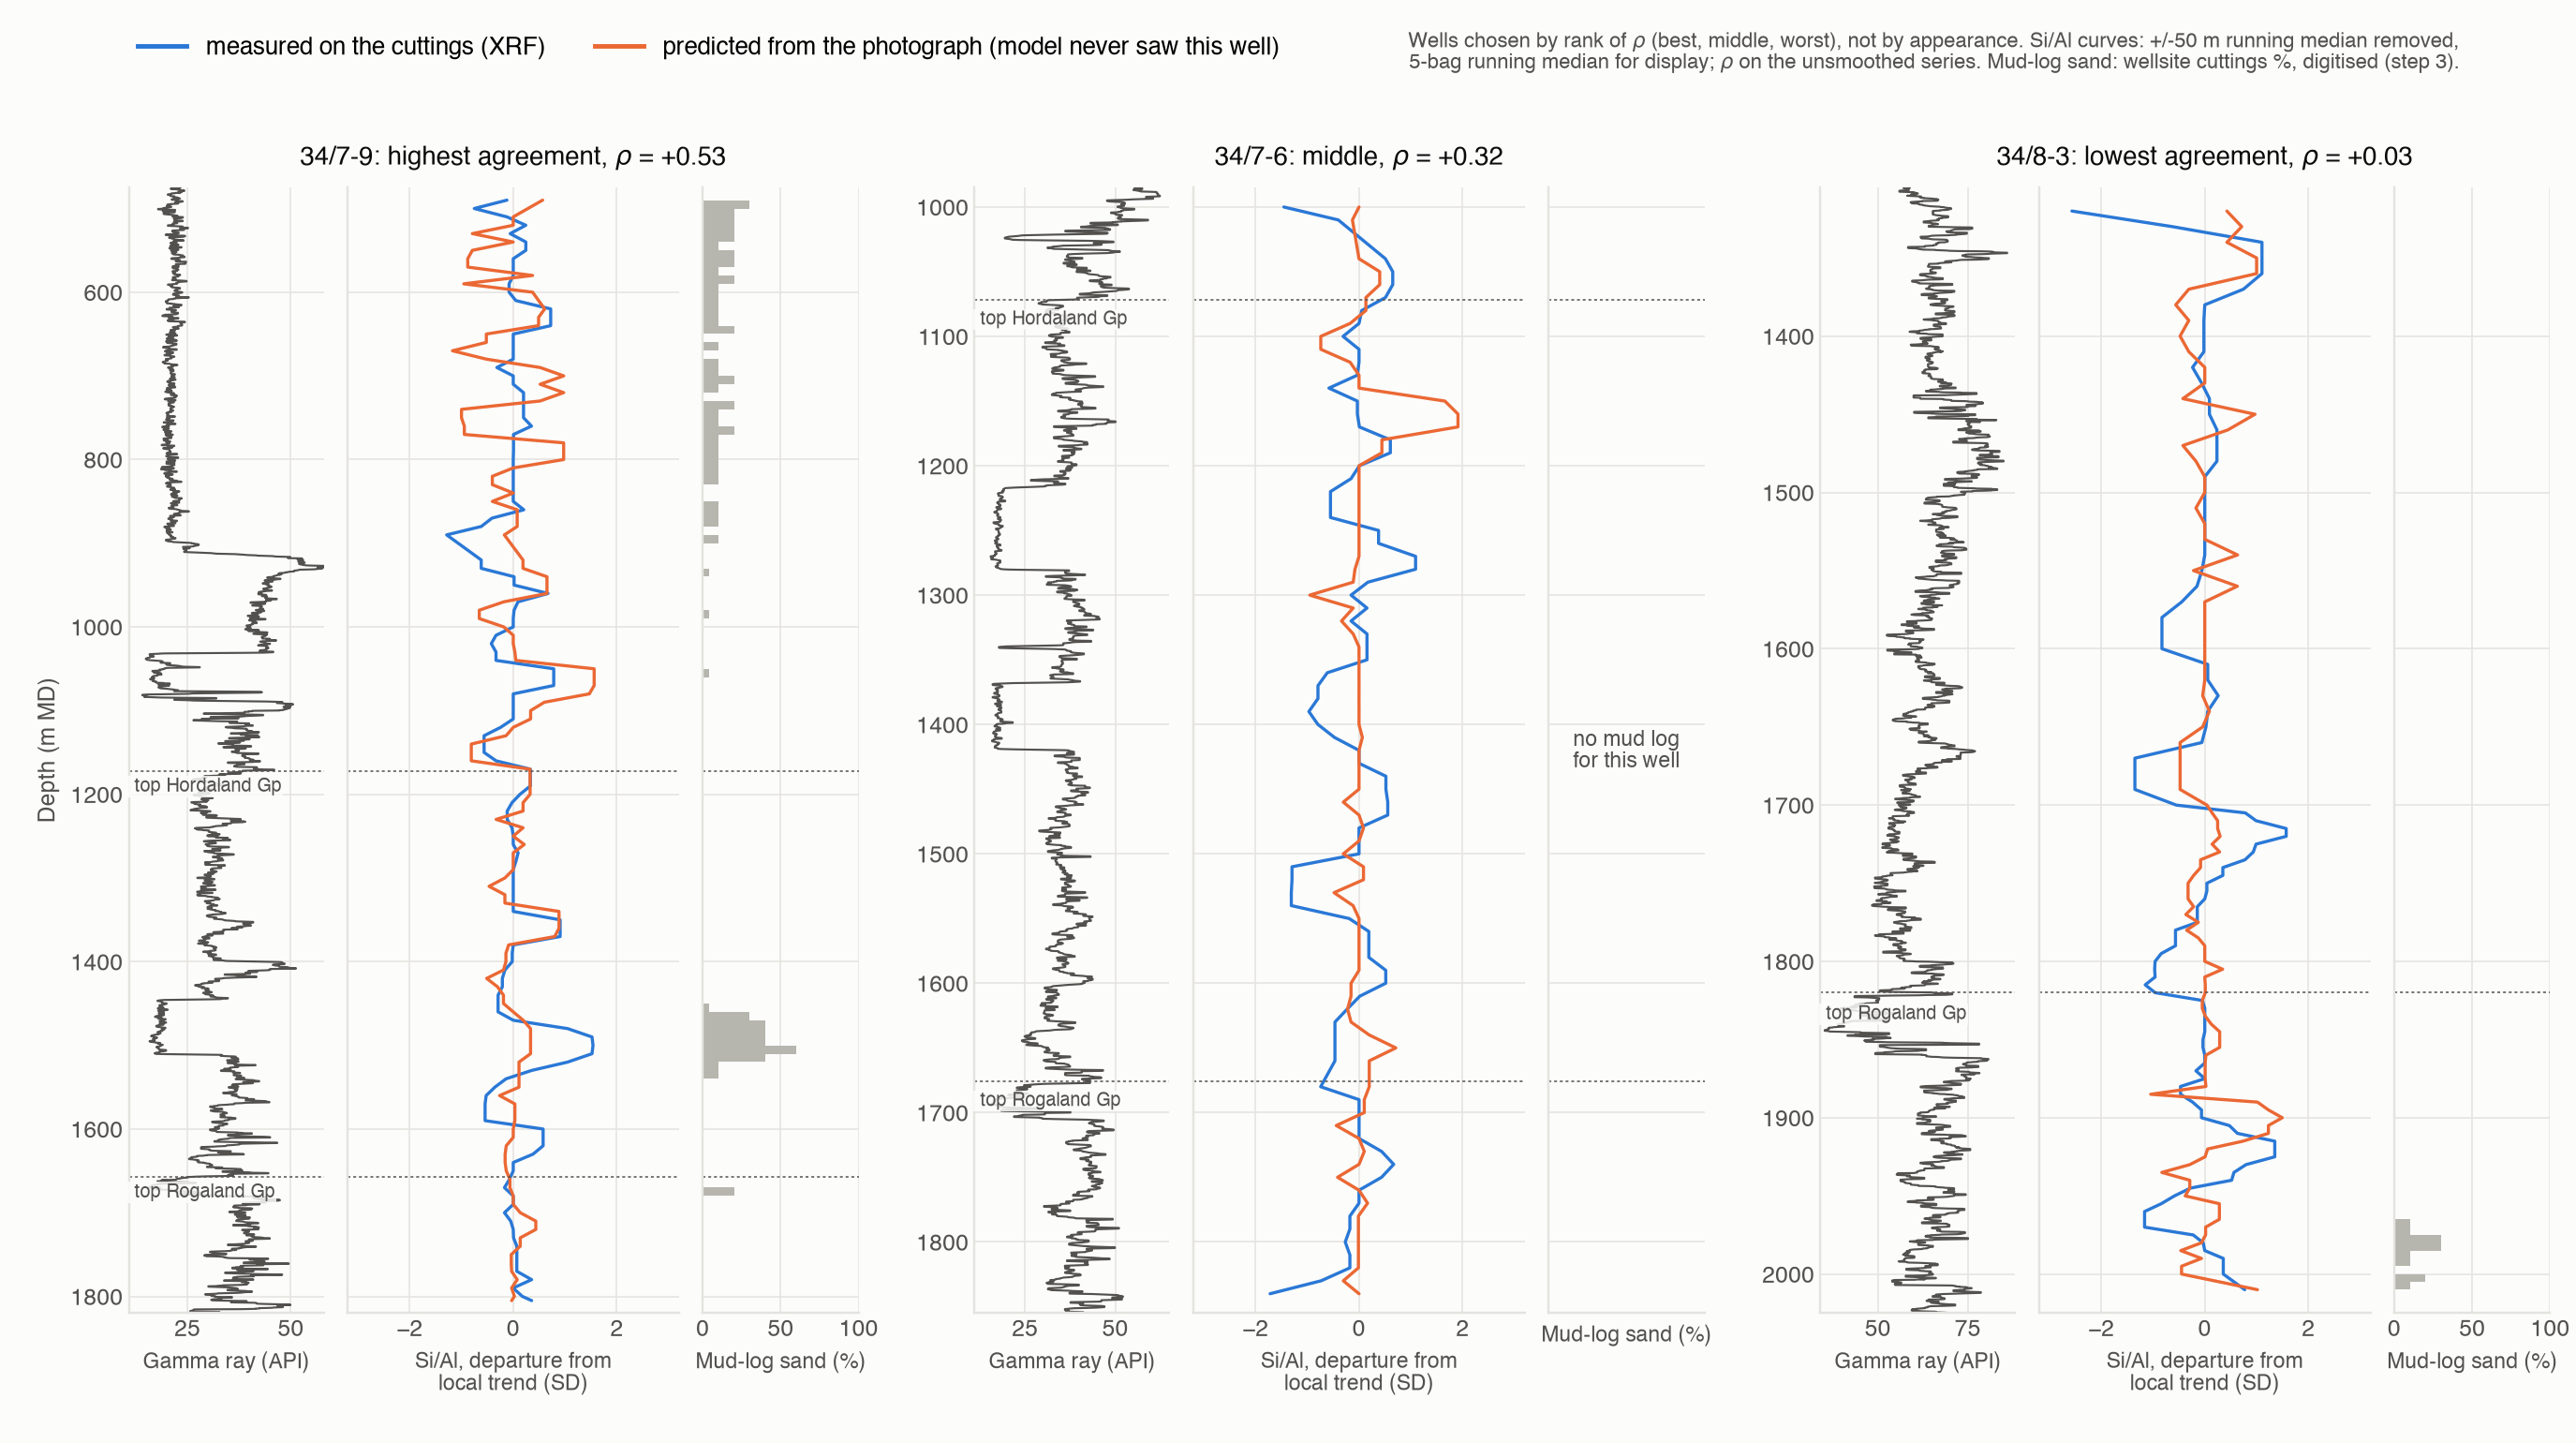 measured on the cuttings (XRF)
predicted from the photograph (model never saw this well)
Wells chosen by rank of ρ (best, middle, worst), not by appearance. Si/Al curves: +/-50 m running median removed,
5-bag running median for display; ρ on the unsmoothed series. Mud-log sand: wellsite cuttings %, digitised (step 3).
34/7-9: highest agreement, ρ = +0.53
34/7-6: middle, ρ = +0.32
34/8-3: lowest agreement, ρ = +0.03
Depth (m MD)
600
800
1000
1200
1400
1600
1800
top Hordaland Gp
top Rogaland Gp
25 50
Gamma ray (API)
−2 0 2
Si/Al, departure from
local trend (SD)
0 50 100
Mud-log sand (%)
1000
1100
1200
1300
1400
1500
1600
1700
1800
top Hordaland Gp
top Rogaland Gp
25 50
Gamma ray (API)
−2 0 2
Si/Al, departure from
local trend (SD)
no mud log
for this well
Mud-log sand (%)
1400
1500
1600
1700
1800
1900
2000
top Rogaland Gp
50 75
Gamma ray (API)
−2 0 2
Si/Al, departure from
local trend (SD)
0 50 100
Mud-log sand (%)